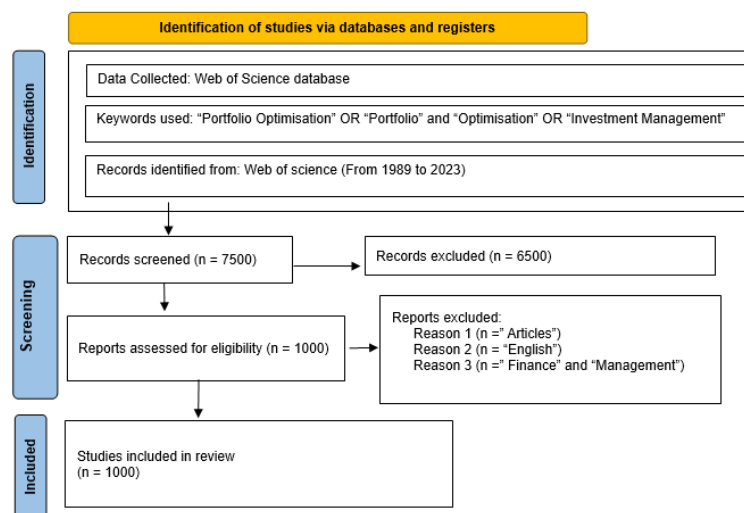 Identification of studies via databases and registers
Identification
Data Collected: Web of Science database
Keywords used: “Portfolio Optimisation” OR “Portfolio” and “Optimisation” OR “Investment Management”
Records identified from: Web of science (From 1989 to 2023)
Screening
Records screened (n = 7500)
Records excluded (n = 6500)
Reports assessed for eligibility (n = 1000)
Reports excluded:
Reason 1 (n =” Articles”)
Reason 2 (n = “English”)
Reason 3 (n =” Finance” and “Management”)
Included
Studies included in review
(n = 1000)